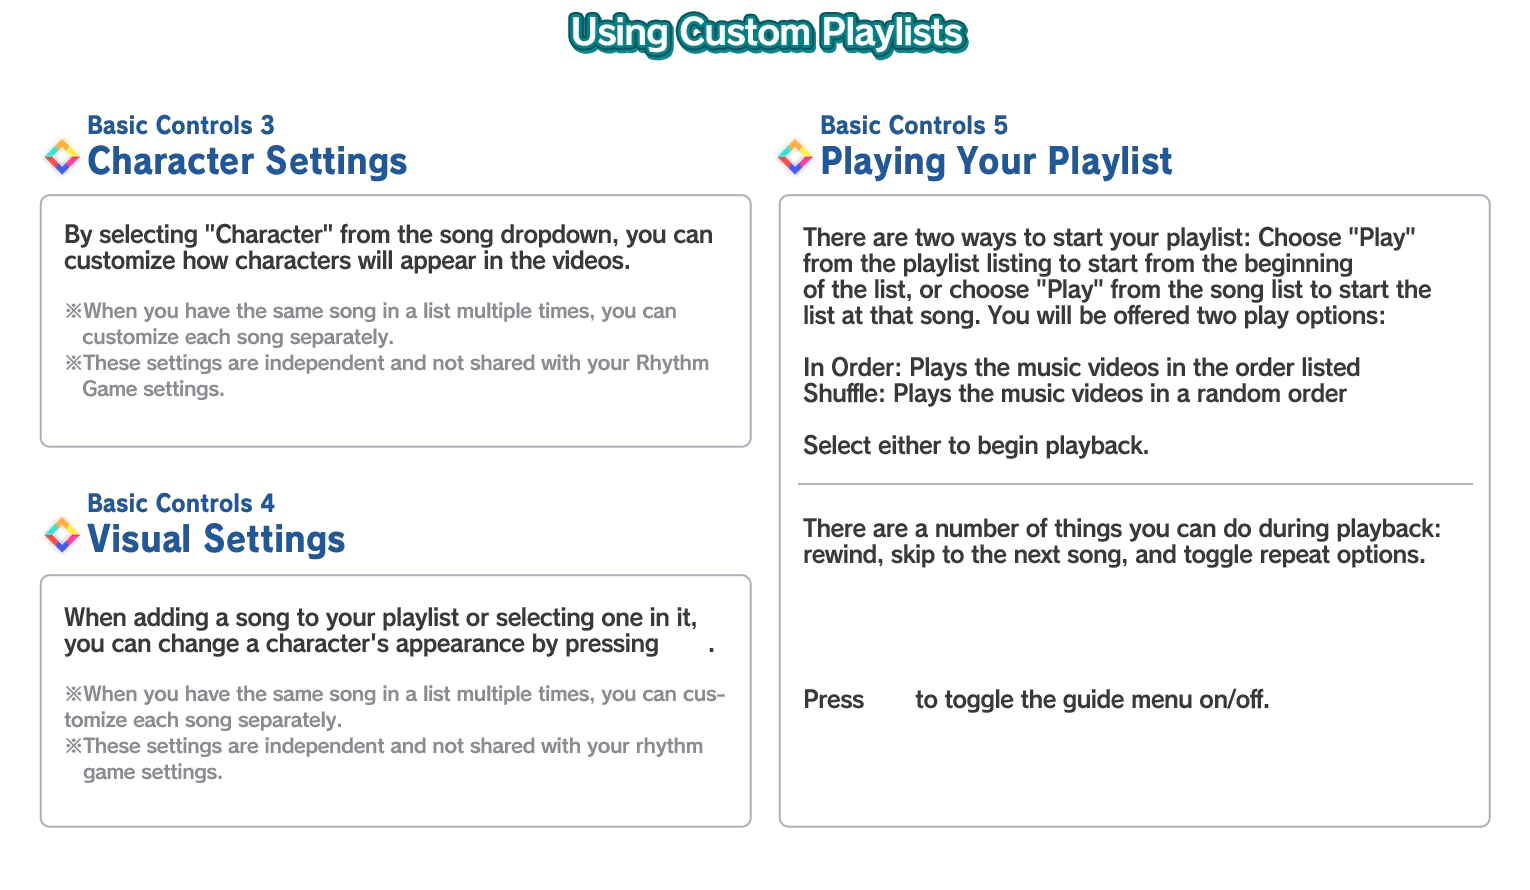 Using Custom Playlists
Basic Controls 3
Character Settings
By selecting "Character" from the song dropdown, you can
customize how characters will appear in the videos.
※When you have the same song in a list multiple times, you can
customize each song separately.
※These settings are independent and not shared with your Rhythm
Game settings.
Basic Controls 4
Visual Settings
When adding a song to your playlist or selecting one in it,
you can change a character's appearance by pressing .
※When you have the same song in a list multiple times, you can cus-
tomize each song separately.
※These settings are independent and not shared with your rhythm
game settings.
Basic Controls 5
Playing Your Playlist
There are two ways to start your playlist: Choose "Play"
from the playlist listing to start from the beginning
of the list, or choose "Play" from the song list to start the
list at that song. You will be offered two play options:
In Order: Plays the music videos in the order listed
Shuffle: Plays the music videos in a random order
Select either to begin playback.
There are a number of things you can do during playback:
rewind, skip to the next song, and toggle repeat options.
Press to toggle the guide menu on/off.